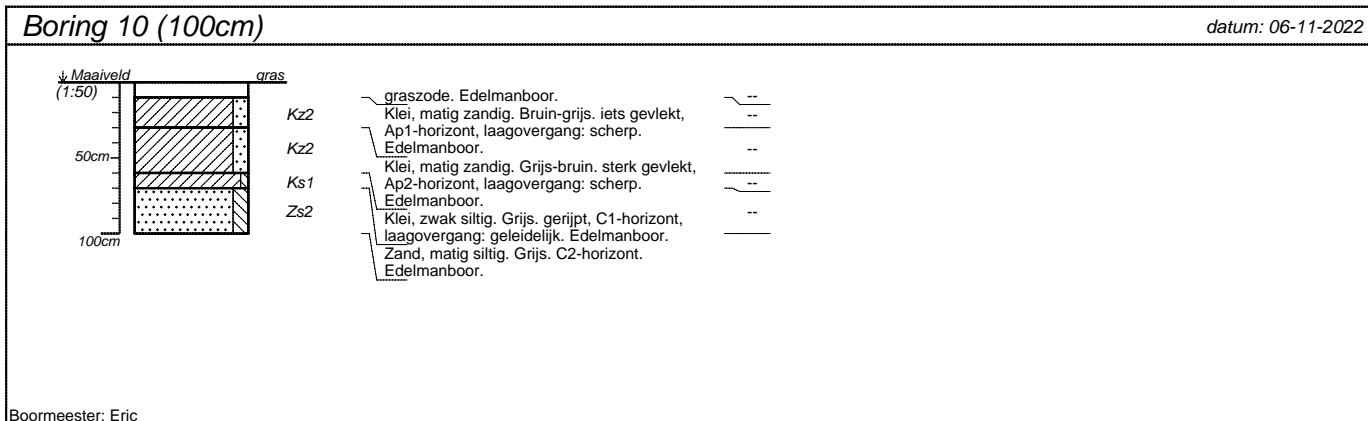 Boring 10 (100cm)
datum: 06-11-2022
Maaiveld
gras
(1:50)
50cm
100cm
Kz2
Kz2
Ks1
Zs2
graszode. Edelmanboor.
Klei, matig zandig. Bruin-grijs. iets gevlekt,
Ap1-horizont, laagovergang: scherp.
Edelmanboor.
Klei, matig zandig. Grijs-bruin. sterk gevlekt,
Ap2-horizont, laagovergang: scherp.
Edelmanboor.
Klei, zwak siltig. Grijs. gerijpt, C1-horizont,
laagovergang: geleidelijk. Edelmanboor.
Zand, matig siltig. Grijs. C2-horizont.
Edelmanboor.
--
--
--
--
--
Boormeester: Eric